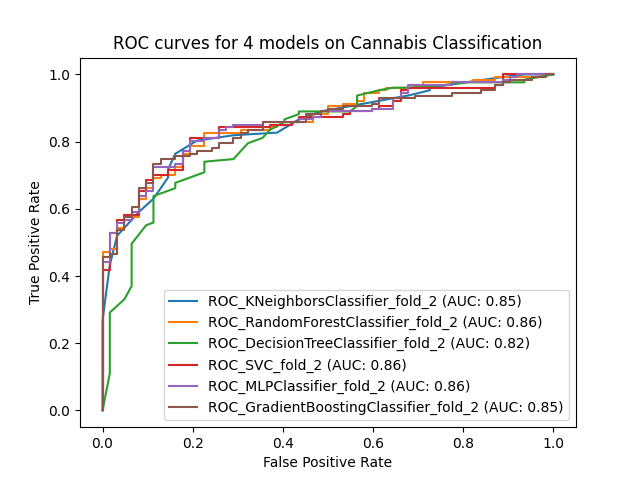 ROC curves for 4 models on Cannabis Classification
True Positive Rate
1.0
0.8
0.6
0.4
0.2
0.0
ROC_KNeighborsClassifier_fold_2 (AUC: 0.85)
ROC_RandomForestClassifier_fold_2 (AUC: 0.86)
ROC_DecisionTreeClassifier_fold_2 (AUC: 0.82)
ROC_SVC_fold_2 (AUC: 0.86)
ROC_MLPClassifier_fold_2 (AUC: 0.86)
ROC_GradientBoostingClassifier_fold_2 (AUC: 0.85)
0.0 0.2 0.4 0.6 0.8 1.0
False Positive Rate